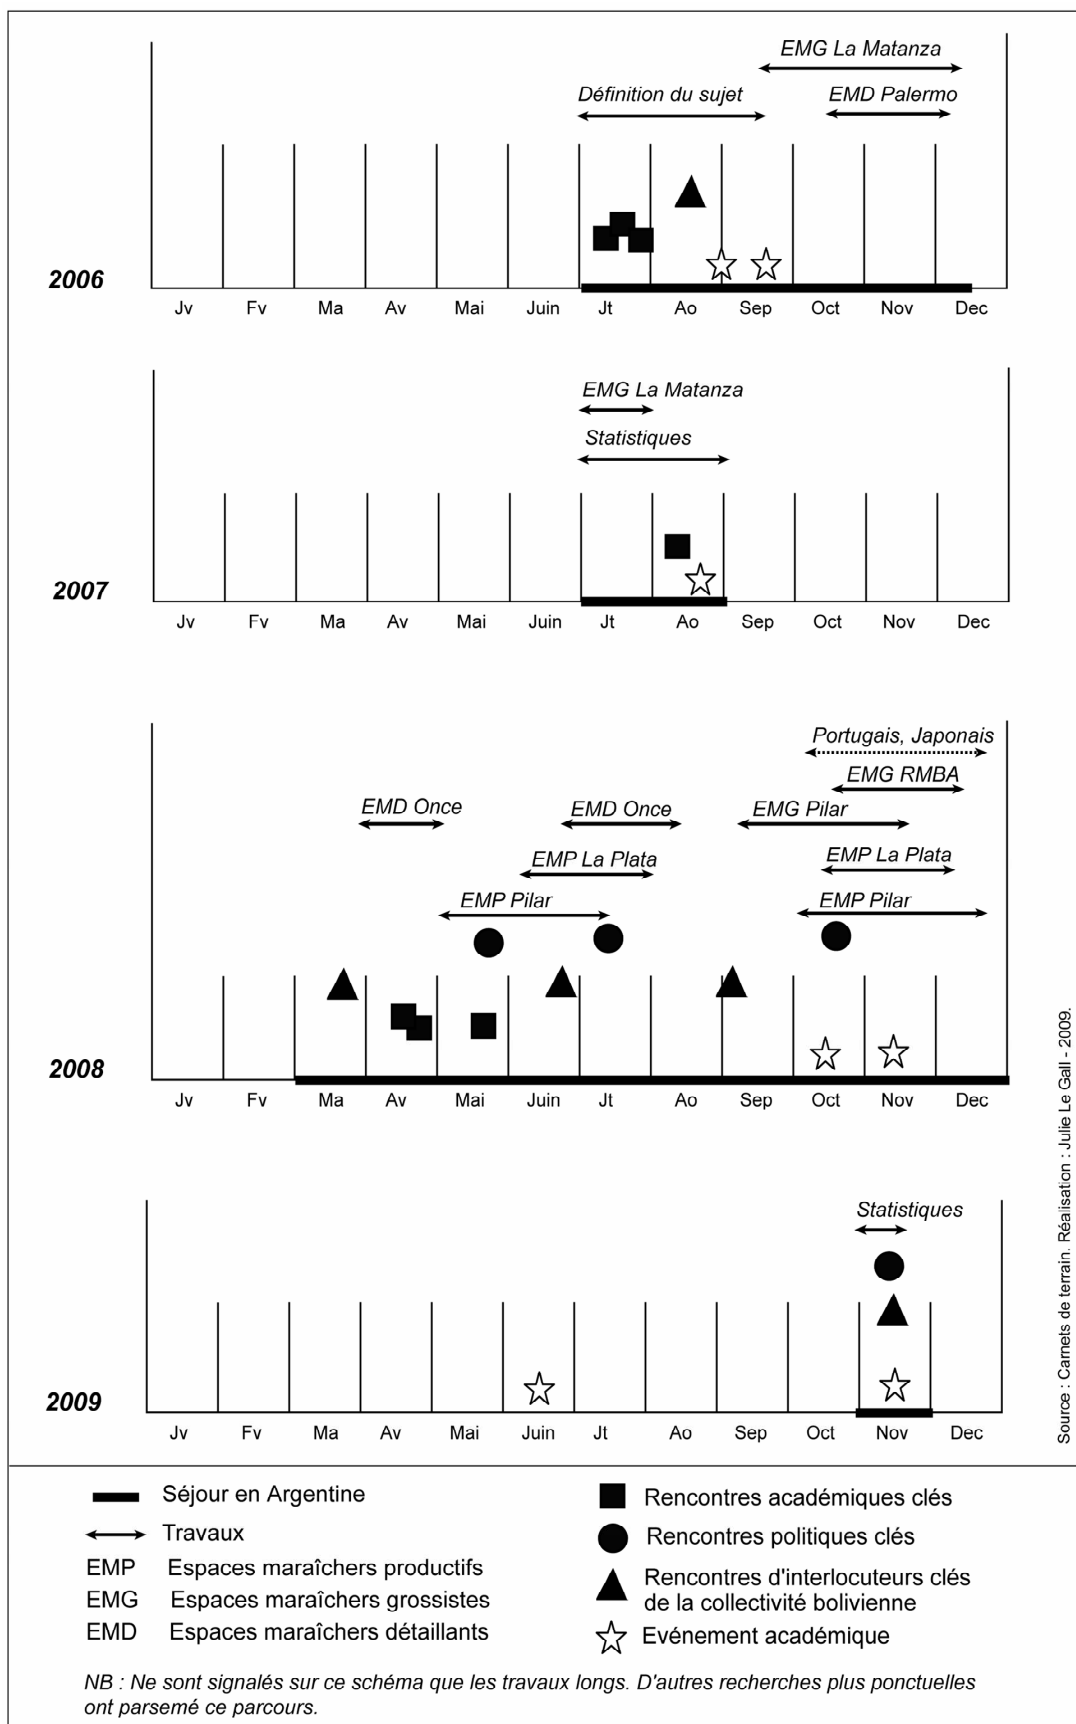 EMG La Matanza
Définition du sujet
EMD Palermo
2006
Jv Fv Ma Av Mai Juin Jt Ao Sep Oct Nov Dec
EMG La Matanza
Statistiques
2007
Jv Fv Ma Av Mai Juin Jt Ao Sep Oct Nov Dec
Portugais, Japonais
EMG RMBA
EMD Once
EMD Once
EMG Pilar
EMP La Plata
EMP La Plata
EMP Pilar
EMP Pilar
2008
Jv Fv Ma Av Mai Juin Jt Ao Sep Oct Nov Dec
Statistiques
2009
Jv Fv Ma Av Mai Juin Jt Ao Sep Oct Nov Dec
Source : Carnets de terrain. Réalisation : Julie Le Gall - 2009.
Séjour en Argentine
Travaux
EMP Espaces maraîchers productifs
EMG Espaces maraîchers grossistes
EMD Espaces maraîchers détaillants
Rencontres académiques clés
Rencontres politiques clés
Rencontres d'interlocuteurs clés
de la collectivité bolivienne
Evénement académique
NB : Ne sont signalés sur ce schéma que les travaux longs. D'autres recherches plus ponctuelles
ont parsemé ce parcours.